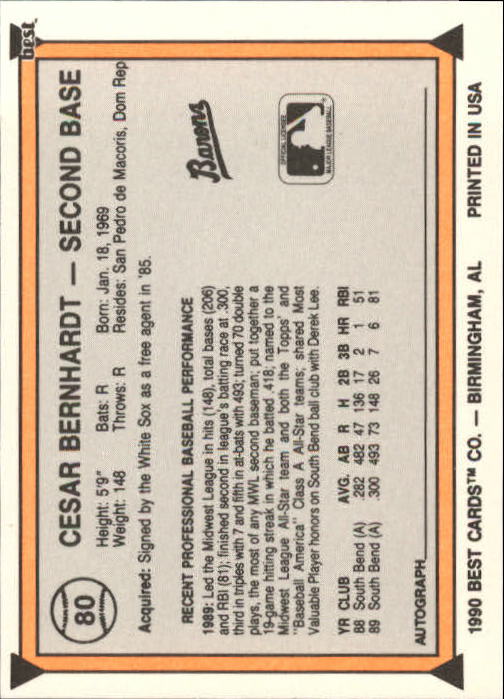 best
80
CESAR BERNHARDT — SECOND BASE
Height: 5'9" Bats: R Born: Jan. 18, 1969
Weight: 148 Throws: R Resides: San Pedro de Macoris, Dom Rep
Acquired: Signed by the White Sox as a free agent in '85.
RECENT PROFESSIONAL BASEBALL PERFORMANCE
1989: Led the Midwest League in hits (148), total bases (206)
and RBI (81); finished second in league's batting race at .300,
third in triples with 7 and fifth in at-bats with 493; turned 70 double
plays, the most of any MWL second baseman; put together a
19-game hitting streak in which he batted .418; named to the
Midwest League All-Star team and both the Topps' and
"Baseball America" Class A All-Star teams; shared Most
Valuable Player honors on South Bend ball club with Derek Lee.
YR CLUB AVG. AB R H 2B 3B HR RBI
88 South Bend (A) .282 482 47 136 17 2 1 51
89 South Bend (A) .300 493 73 148 26 7 6 81
Barons
OFFICIAL LICENSEE
MAJOR LEAGUE BASEBALL
AUTOGRAPH
1990 BEST CARDS™ CO. — BIRMINGHAM, AL PRINTED IN USA